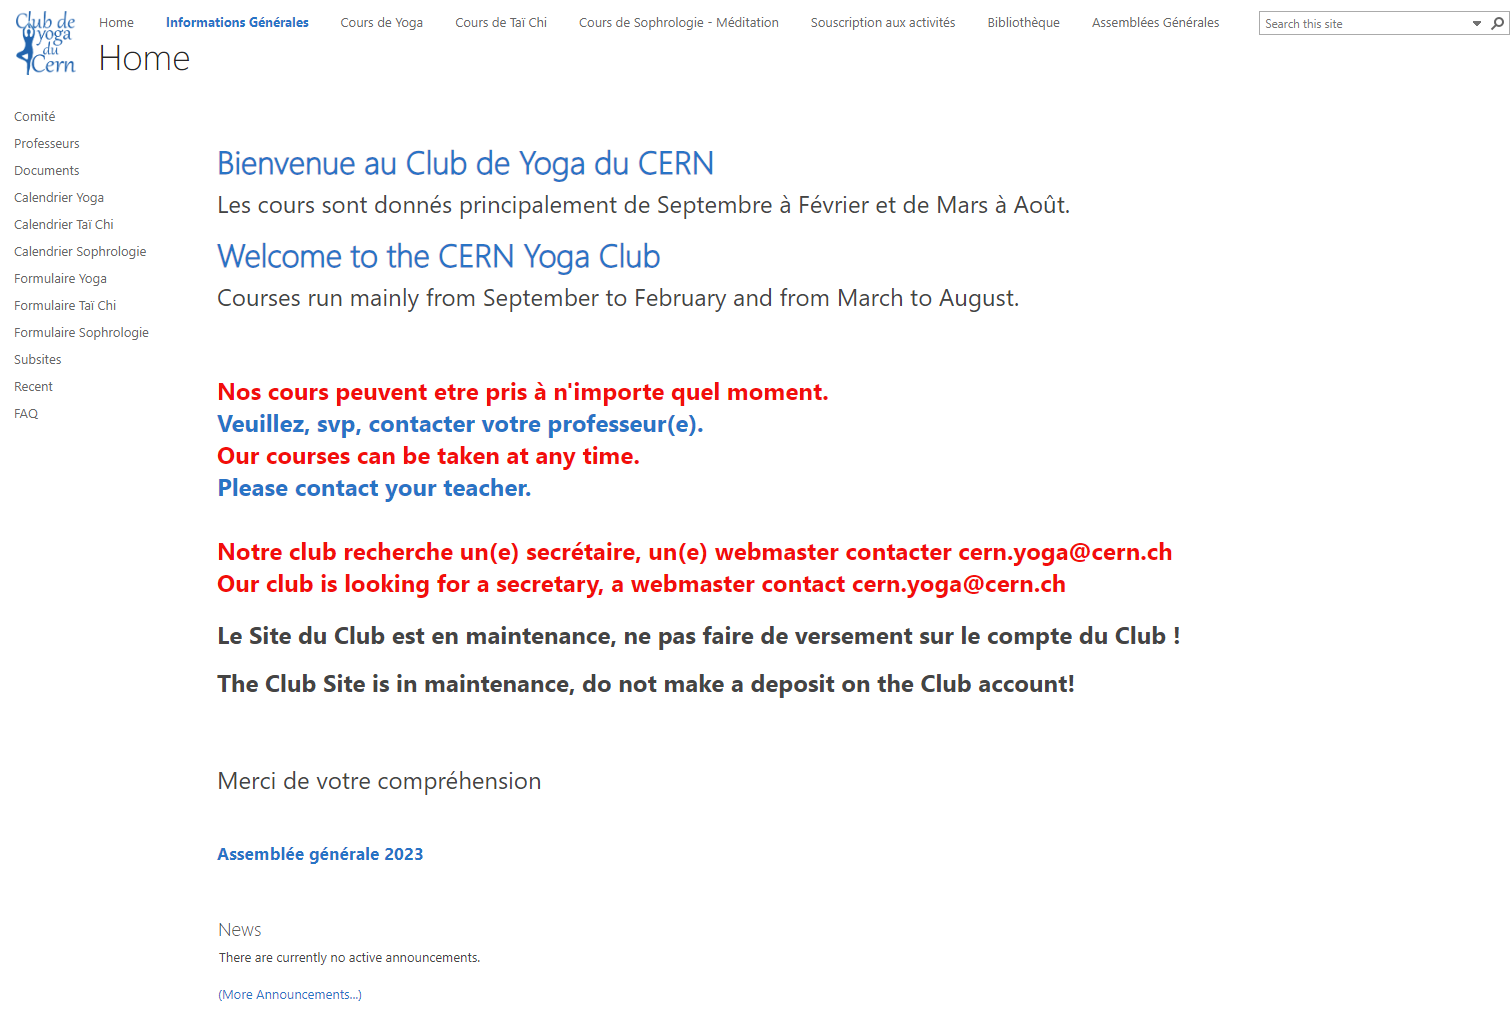 Club de
yoga
du
Cern
Home
Informations Générales
Cours de Yoga
Cours de Taï Chi
Cours de Sophrologie - Méditation
Souscription aux activités
Bibliothèque
Assemblées Générales
Search this site
Home
Comité
Professeurs
Documents
Calendrier Yoga
Calendrier Taï Chi
Calendrier Sophrologie
Formulaire Yoga
Formulaire Taï Chi
Formulaire Sophrologie
Subsites
Recent
FAQ
Bienvenue au Club de Yoga du CERN
Les cours sont donnés principalement de Septembre à Février et de Mars à Août.
Welcome to the CERN Yoga Club
Courses run mainly from September to February and from March to August.
Nos cours peuvent etre pris à n'importe quel moment.
Veuillez, svp, contacter votre professeur(e).
Our courses can be taken at any time.
Please contact your teacher.
Notre club recherche un(e) secrétaire, un(e) webmaster contacter cern.yoga@cern.ch
Our club is looking for a secretary, a webmaster contact cern.yoga@cern.ch
Le Site du Club est en maintenance, ne pas faire de versement sur le compte du Club !
The Club Site is in maintenance, do not make a deposit on the Club account!
Merci de votre compréhension
Assemblée générale 2023
News
There are currently no active announcements.
(More Announcements...)